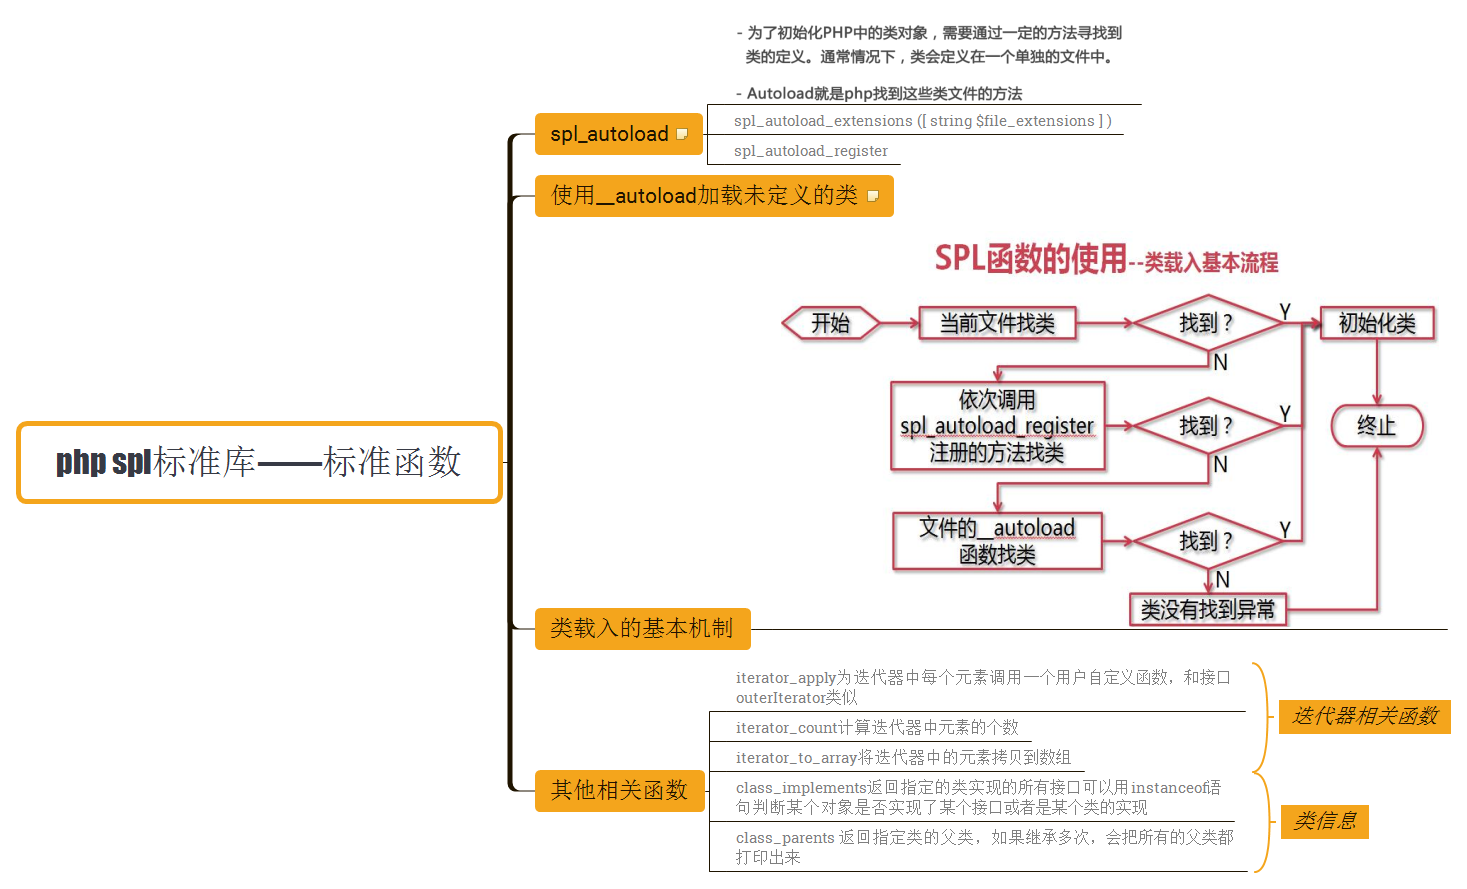 - 为了初始化PHP中的类对象，需要通过一定的方法寻找到
类的定义。通常情况下，类会定义在一个单独的文件中。
- Autoload就是php找到这些类文件的方法
spl_autoload
spl_autoload_extensions ([ string $file_extensions ] )
spl_autoload_register
使用__autoload加载未定义的类
SPL函数的使用--类载入基本流程
开始
当前文件找类
找到？
Y
初始化类
N
依次调用
spl_autoload_register
注册的方法找类
找到？
Y
终止
N
文件的__autoload
函数找类
找到？
Y
N
类没有找到异常
php spl标准库——标准函数
类载入的基本机制
iterator_apply为迭代器中每个元素调用一个用户自定义函数，和接口
outerIterator类似
iterator_count计算迭代器中元素的个数
iterator_to_array将迭代器中的元素拷贝到数组
迭代器相关函数
其他相关函数
class_implements返回指定的类实现的所有接口可以用instanceof语
句判断某个对象是否实现了某个接口或者是某个类的实现
class_parents 返回指定类的父类，如果继承多次，会把所有的父类都
打印出来
类信息